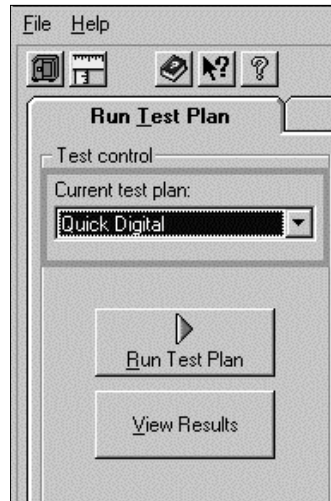 File Help
Run Test Plan
Test control
Current test plan:
Quick Digital
Run Test Plan
View Results